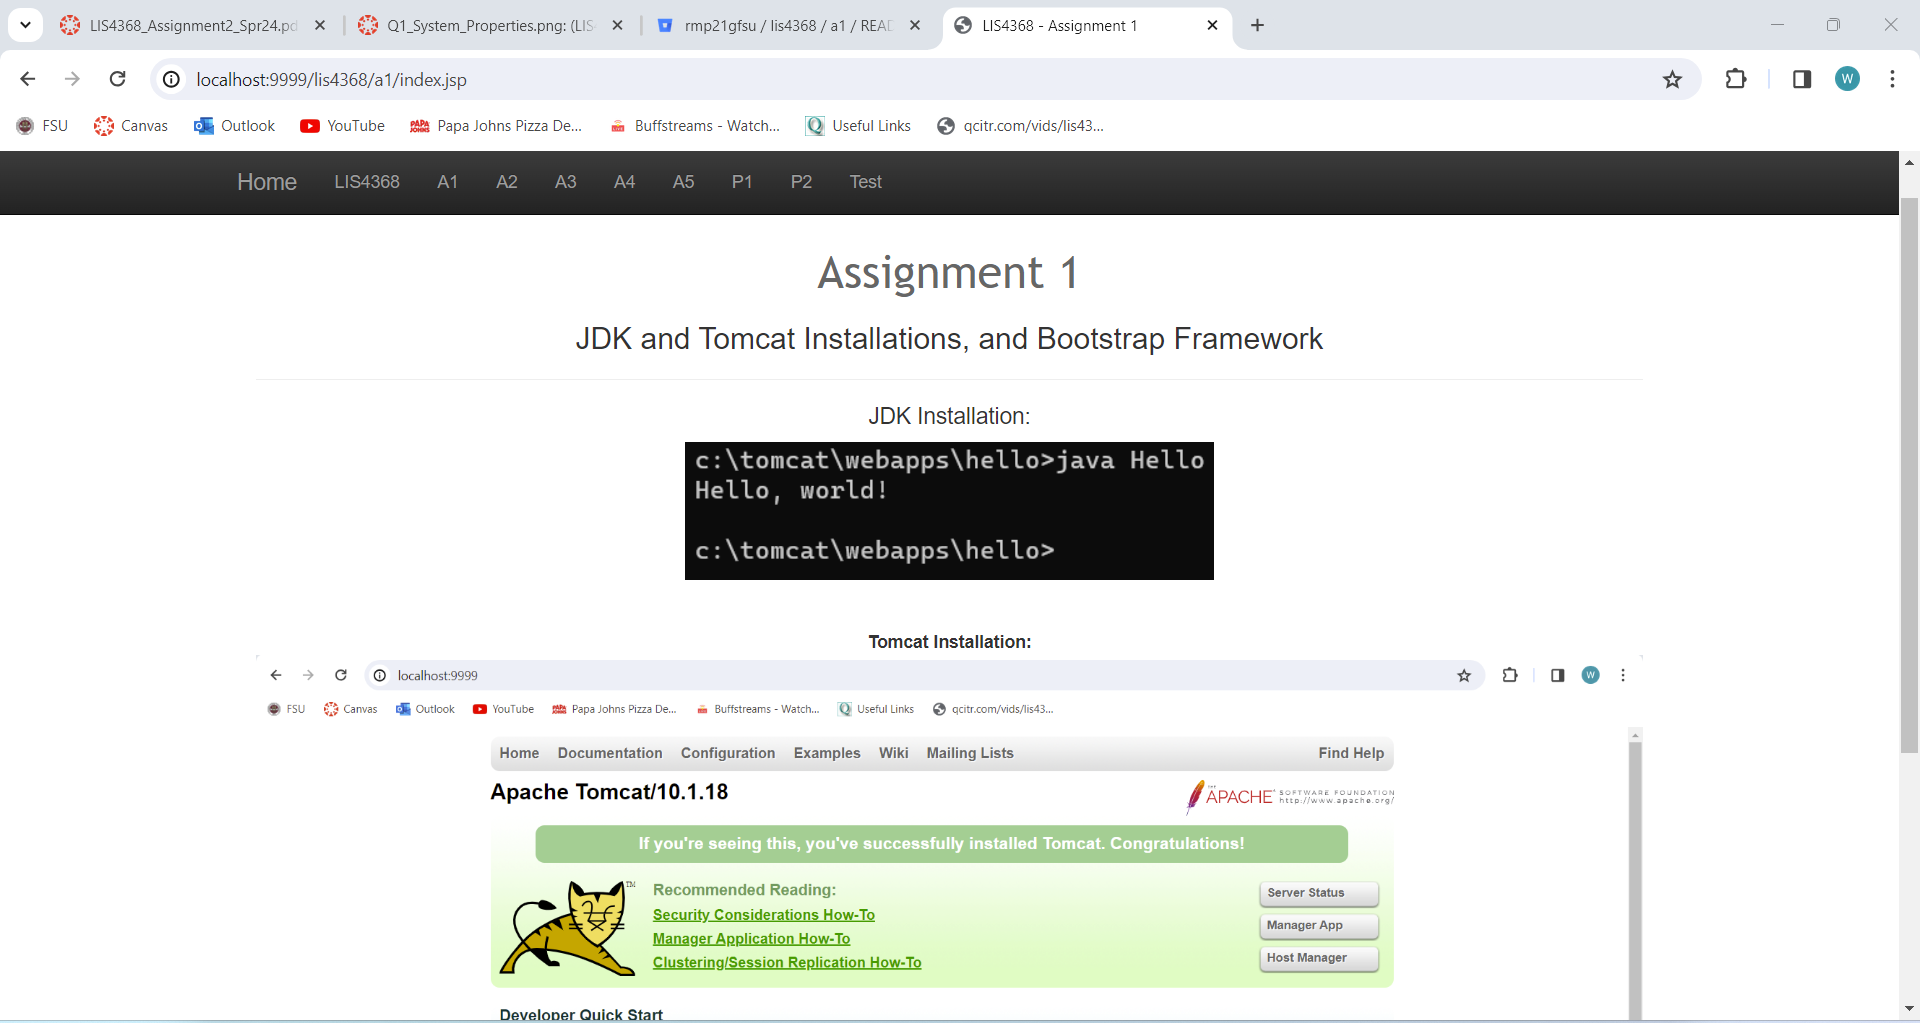 LIS4368_Assignment2_Spr24.pd
Q1_System_Properties.png: (LIS
rmp21gfsu / lis4368 / a1 / READ
LIS4368 - Assignment 1
localhost:9999/lis4368/a1/index.jsp
W
FSU
Canvas
Outlook
YouTube
PAPA JOHNS
Papa Johns Pizza De...
Buffstreams - Watch...
Q
Useful Links
qcitr.com/vids/lis43...
Home
LIS4368
A1
A2
A3
A4
A5
P1
P2
Test
Assignment 1
JDK and Tomcat Installations, and Bootstrap Framework
JDK Installation:
c:\tomcat\webapps\hello>java Hello
Hello, world!
c:\tomcat\webapps\hello>
Tomcat Installation:
localhost:9999
W
FSU
Canvas
Outlook
YouTube
Papa Johns Pizza De...
Buffstreams - Watch...
Q
Useful Links
qcitr.com/vids/lis43...
Home
Documentation
Configuration
Examples
Wiki
Mailing Lists
Find Help
Apache Tomcat/10.1.18
THE
APACHE® SOFTWARE FOUNDATION
http://www.apache.org/
If you're seeing this, you've successfully installed Tomcat. Congratulations!
TM
Recommended Reading:
Security Considerations How-To
Manager Application How-To
Clustering/Session Replication How-To
Server Status
Manager App
Host Manager
Developer Quick Start